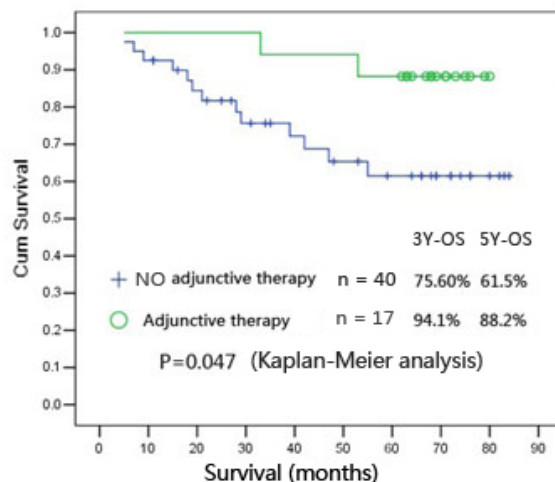 1.0
0.9
0.8
0.7
0.6
0.5
0.4
0.3
0.2
0.1
0.0
Cum Survival
3Y-OS 5Y-OS
NO adjunctive therapy n = 40 75.60% 61.5%
Adjunctive therapy n = 17 94.1% 88.2%
P=0.047 (Kaplan-Meier analysis)
0 10 20 30 40 50 60 70 80 90
Survival (months)